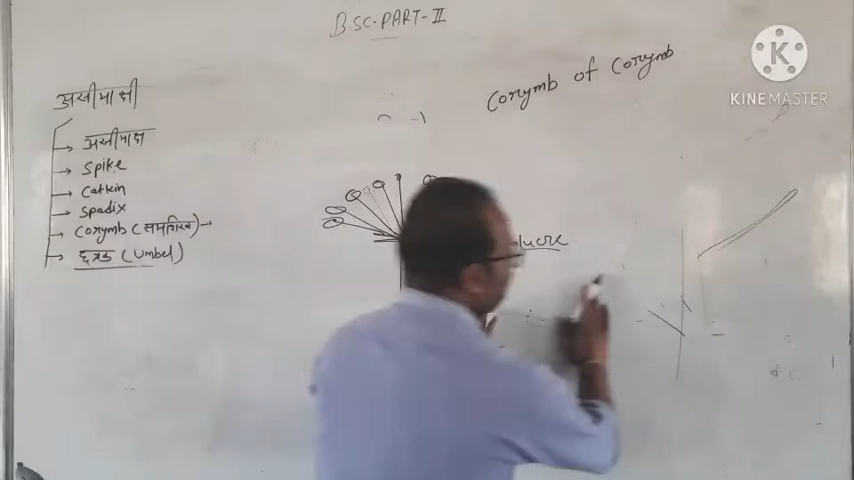 BSC-PART-II
Corymb of Corymb
KINEMASTER
असीमाक्षी
असीमाक्ष
Spike
Catkin
Spadix
Corymb (समशिख)
छत्रक (Umbel)